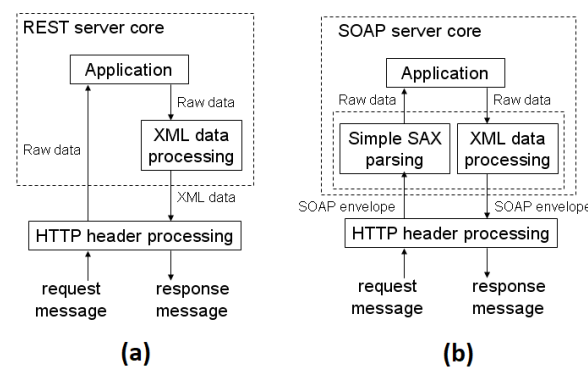 REST server core
Application
Raw data
Raw data
XML data
processing
XML data
HTTP header processing
request
message
response
message
(a)
SOAP server core
Application
Raw data
Raw data
Simple SAX
parsing
XML data
processing
SOAP envelope
SOAP envelope
HTTP header processing
request
message
response
message
(b)